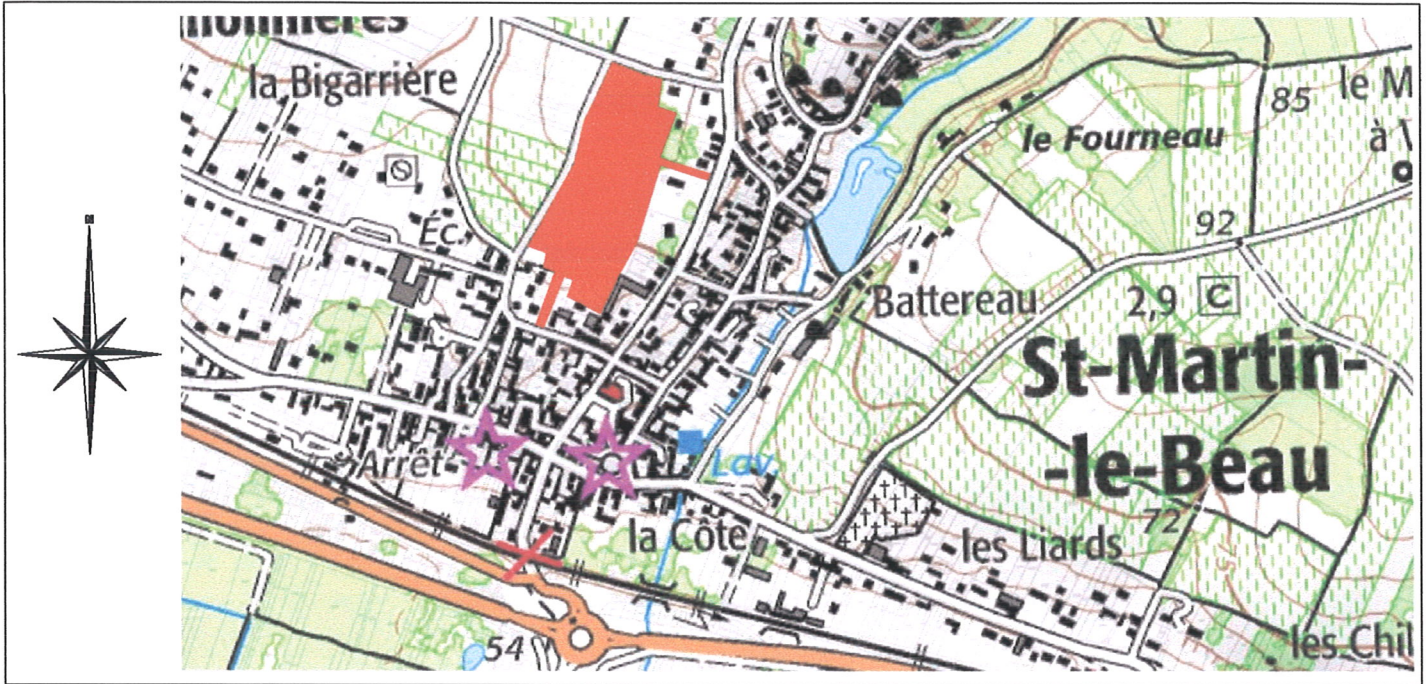 la Bigarrière
85
le M
le Fourneau
à V
Éc.
92
Battereau
2,9 C
St-Martin-
-le-Beau
Arrêt
Lav.
72
la Côte
les Liards
54
les Chil